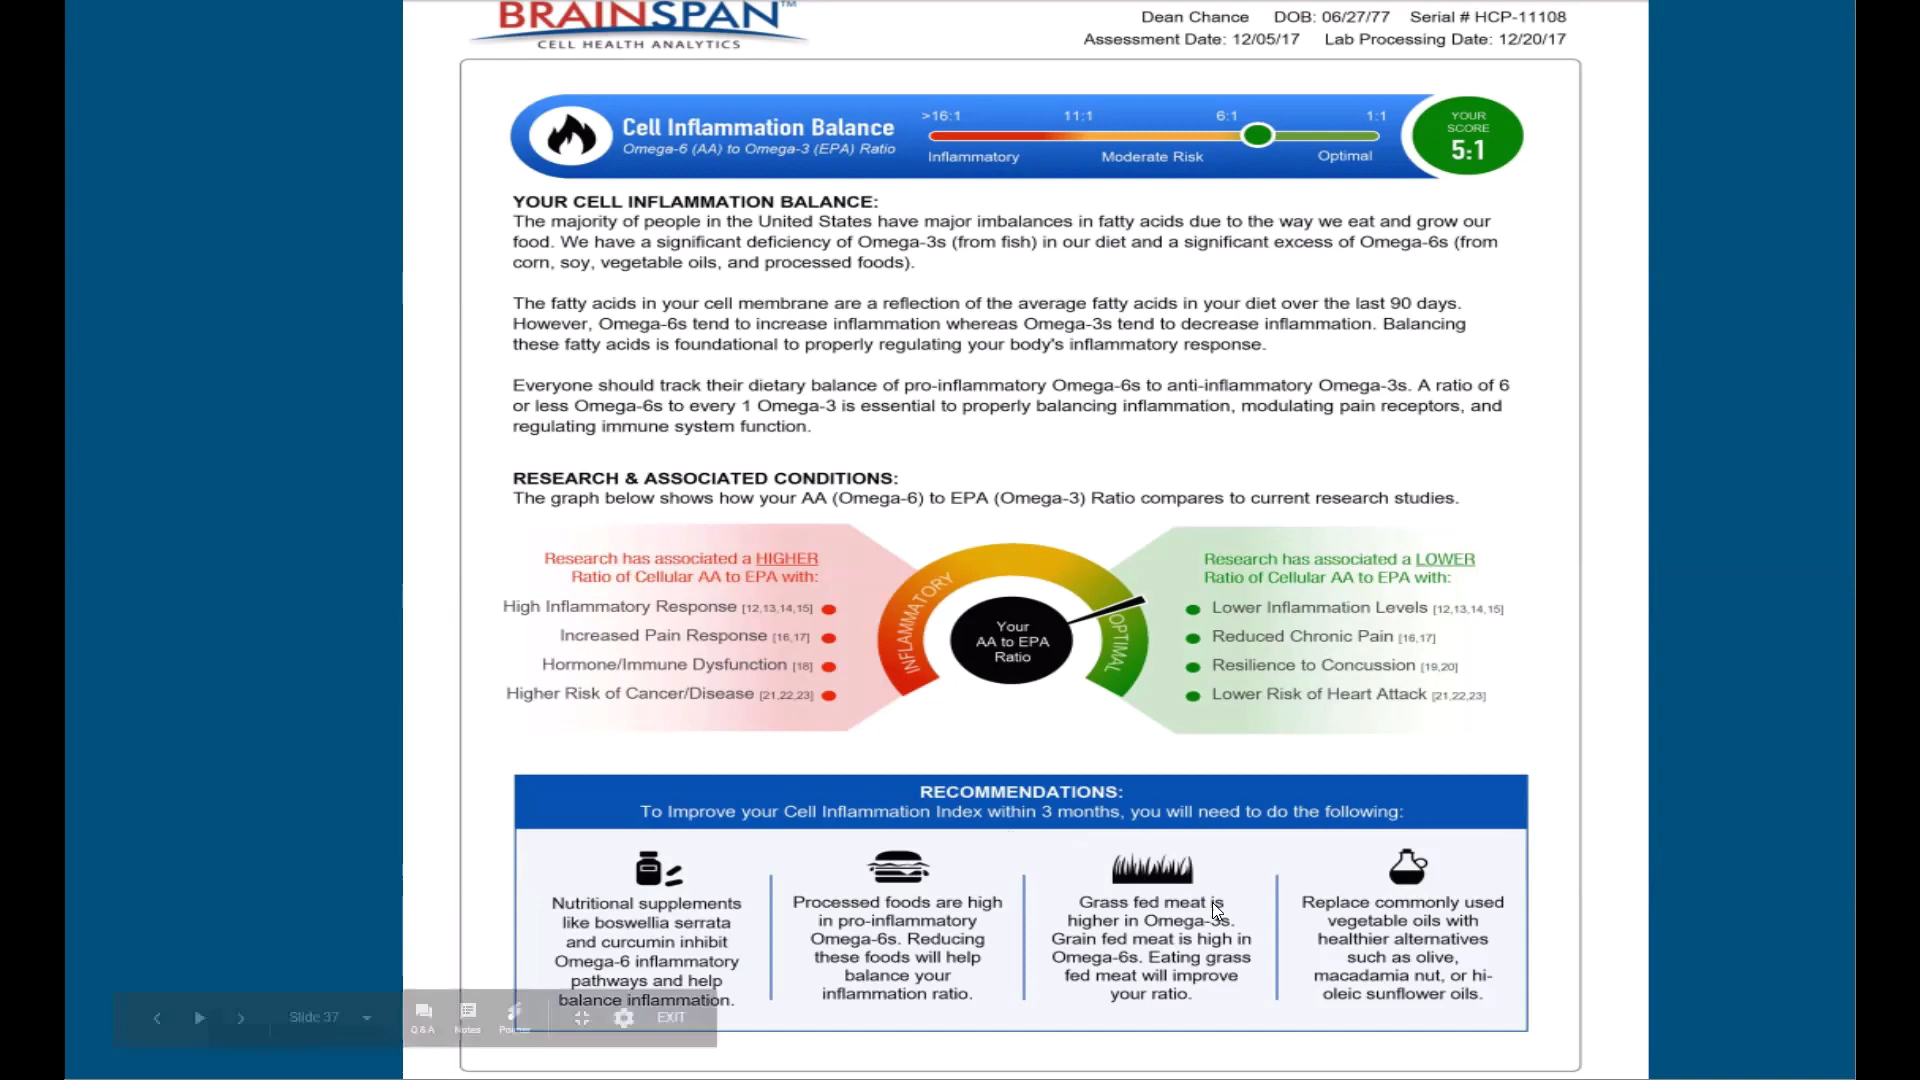 BRAINSPAN™
CELL HEALTH ANALYTICS
Dean Chance DOB: 06/27/77 Serial # HCP-11108
Assessment Date: 12/05/17 Lab Processing Date: 12/20/17
Cell Inflammation Balance
Omega-6 (AA) to Omega-3 (EPA) Ratio
>16:1 11:1 6:1 1:1
Inflammatory Moderate Risk Optimal
YOUR
SCORE
5:1
YOUR CELL INFLAMMATION BALANCE:
The majority of people in the United States have major imbalances in fatty acids due to the way we eat and grow our
food. We have a significant deficiency of Omega-3s (from fish) in our diet and a significant excess of Omega-6s (from
corn, soy, vegetable oils, and processed foods).
The fatty acids in your cell membrane are a reflection of the average fatty acids in your diet over the last 90 days.
However, Omega-6s tend to increase inflammation whereas Omega-3s tend to decrease inflammation. Balancing
these fatty acids is foundational to properly regulating your body's inflammatory response.
Everyone should track their dietary balance of pro-inflammatory Omega-6s to anti-inflammatory Omega-3s. A ratio of 6
or less Omega-6s to every 1 Omega-3 is essential to properly balancing inflammation, modulating pain receptors, and
regulating immune system function.
RESEARCH & ASSOCIATED CONDITIONS:
The graph below shows how your AA (Omega-6) to EPA (Omega-3) Ratio compares to current research studies.
Research has associated a HIGHER
Ratio of Cellular AA to EPA with:
High Inflammatory Response [12,13,14,15]
Increased Pain Response [16,17]
Hormone/Immune Dysfunction [18]
Higher Risk of Cancer/Disease [21,22,23]
INFLAMMATORY
Your
AA to EPA
Ratio
OPTIMAL
Research has associated a LOWER
Ratio of Cellular AA to EPA with:
Lower Inflammation Levels [12,13,14,15]
Reduced Chronic Pain [16,17]
Resilience to Concussion [19,20]
Lower Risk of Heart Attack [21,22,23]
RECOMMENDATIONS:
To Improve your Cell Inflammation Index within 3 months, you will need to do the following:
Nutritional supplements
like boswellia serrata
and curcumin inhibit
Omega-6 inflammatory
pathways and help
balance inflammation.
Processed foods are high
in pro-inflammatory
Omega-6s. Reducing
these foods will help
balance your
inflammation ratio.
Grass fed meat is
higher in Omega-3s.
Grain fed meat is high in
Omega-6s. Eating grass
fed meat will improve
your ratio.
Replace commonly used
vegetable oils with
healthier alternatives
such as olive,
macadamia nut, or hi-
oleic sunflower oils.
Slide 37
Q & A Notes Pointer
EXIT